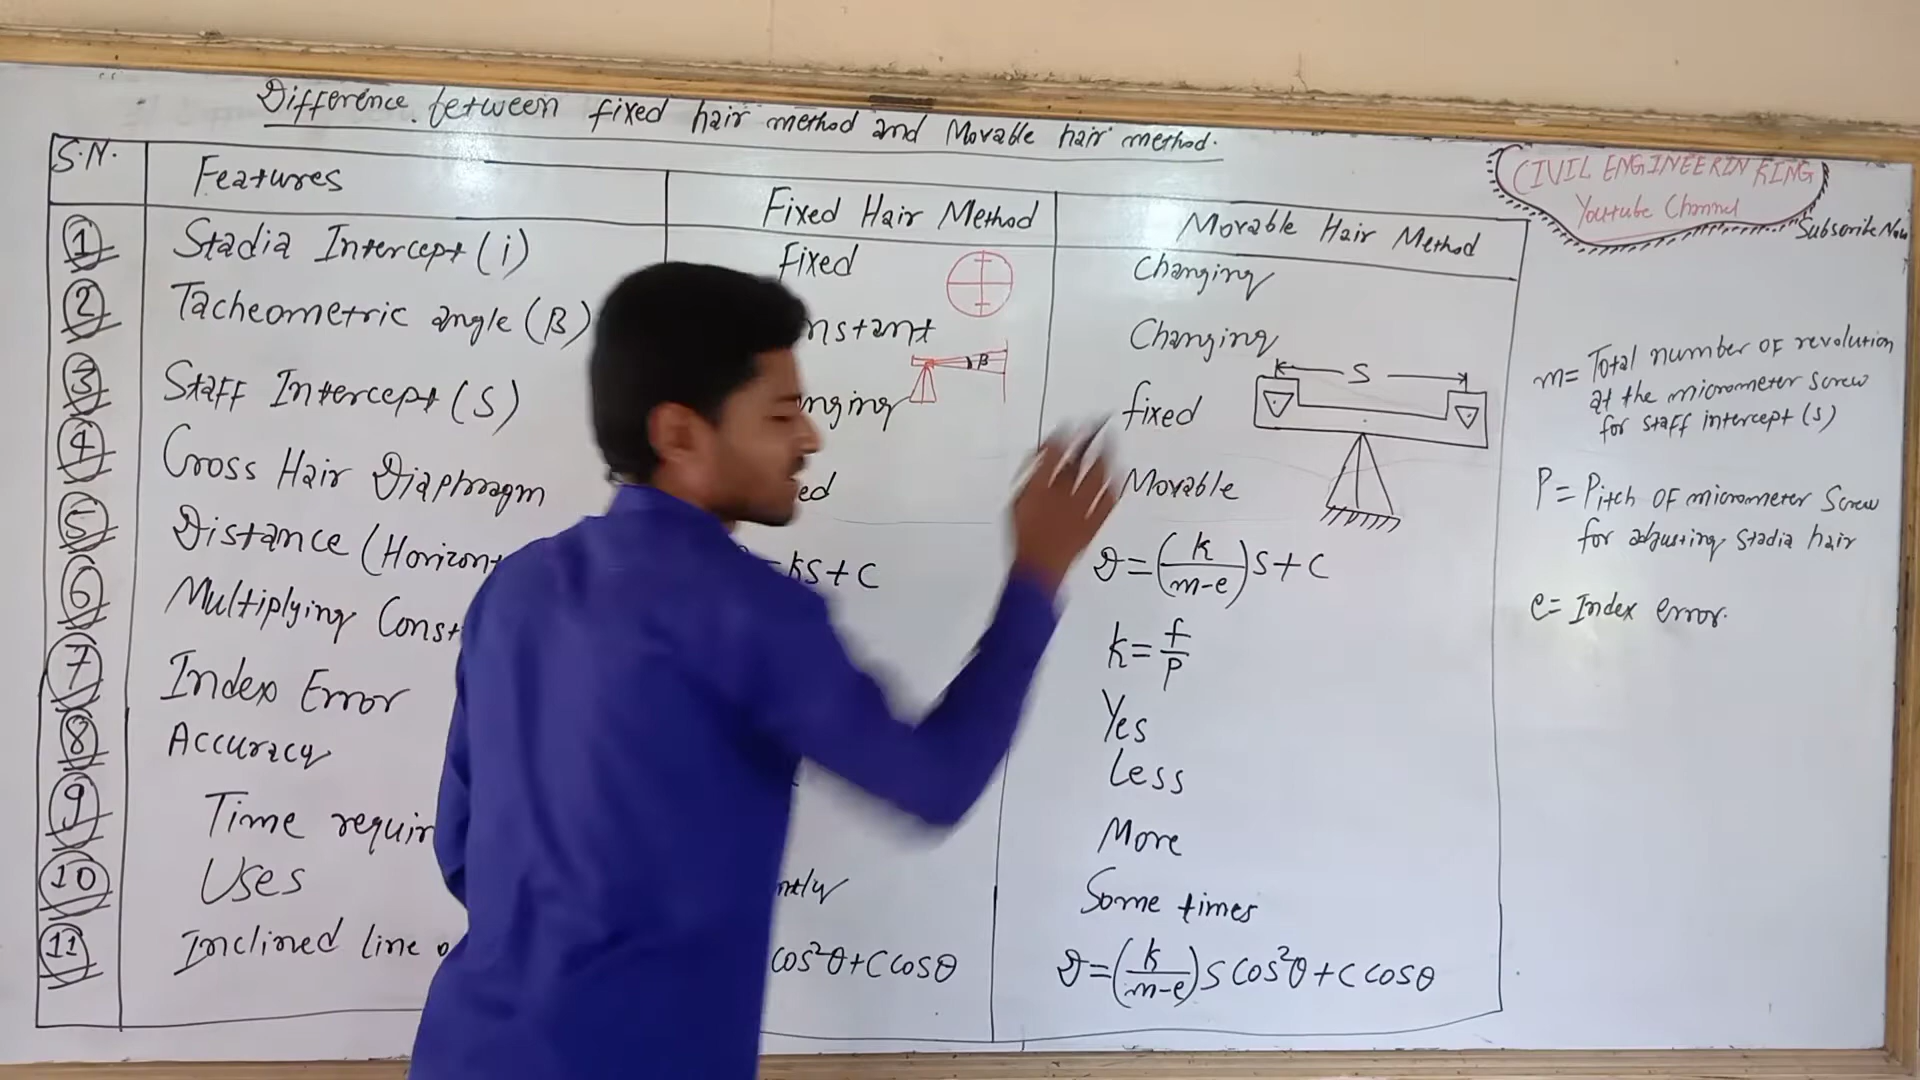 Difference between fixed hair method and Movable hair method.
S.N. Features Fixed Hair Method Movable Hair Method
1 Stadia Intercept (i) Fixed Changing
2 Tacheometric angle (β) nstant Changing
β
3 Staff Intercept (S) nging fixed
S
4 Cross Hair Diaphragm ed Movable
5 Distance (Horizont =KS+C D=(k/m-e)S+C
6 Multiplying Const k=f/p
7 Index Error Yes
8 Accuracy Less
9 Time requir More
10 Uses ntly Some times
11 Inclined line o cos²θ+Ccosθ D=(k/m-e)S cos²θ+C cosθ
CIVIL ENGINEERIN KING
Youtube Channel
Subscribe Now
m= Total number of revolution
at the micrometer screw
for staff intercept (s)
P= Pitch of micrometer Screw
for adjusting stadia hair
e= Index error.